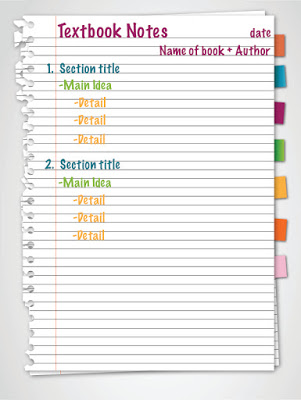 Textbook Notes date
Name of book + Author
1. Section title
-Main Idea
-Detail
-Detail
-Detail
2. Section title
-Main Idea
-Detail
-Detail
-Detail